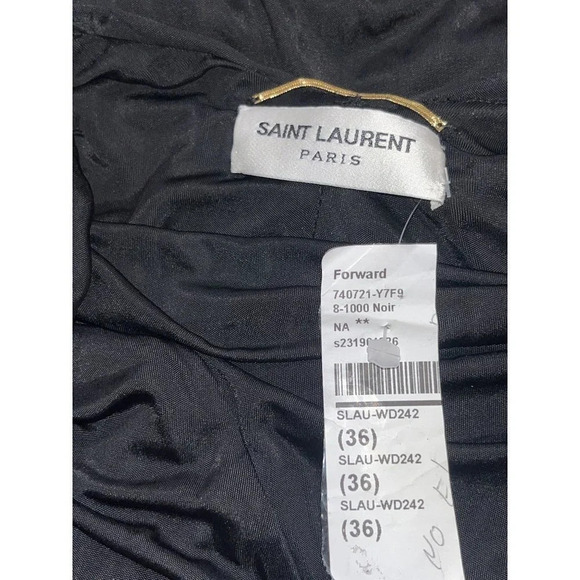 SAINT LAURENT
PARIS
Forward
740721-Y7F9
8-1000 Noir
NA **
SLAU-WD242
(36)
SLAU-WD242
(36)
SLAU-WD242
(36)
NO